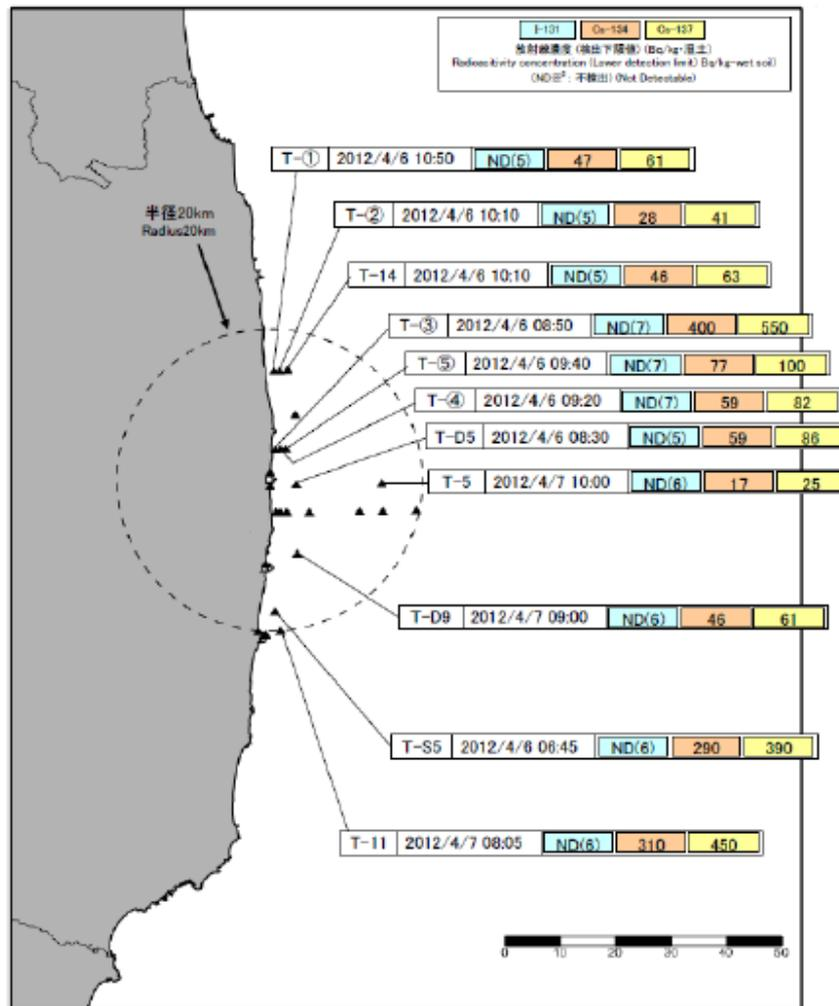 I-131 Cs-134 Cs-137
放射線濃度 (検出下限値) (Bq/kg・湿土)
Radioactivity concentration (Lower detection limit) Bq/kg-wet soil)
: 不検出) (Not Detectable)
T-① 2012/4/6 10:50 ND(5) 47 61
半径20km
Radius20km
T-② 2012/4/6 10:10 ND(5) 28 41
T-14 2012/4/6 10:10 ND(5) 46 63
T-③ 2012/4/6 08:50 ND(7) 400 550
T-⑤ 2012/4/6 09:40 ND(7) 77 100
T-④ 2012/4/6 09:20 ND(7) 59 82
T-D5 2012/4/6 08:30 ND(5) 59 86
T-5 2012/4/7 10:00 ND(6) 17 25
T-D9 2012/4/7 09:00 ND(6) 46 61
T-S5 2012/4/6 06:45 ND(6) 290 390
T-11 2012/4/7 08:05 ND(6) 310 450
0 10 20 30 40 50